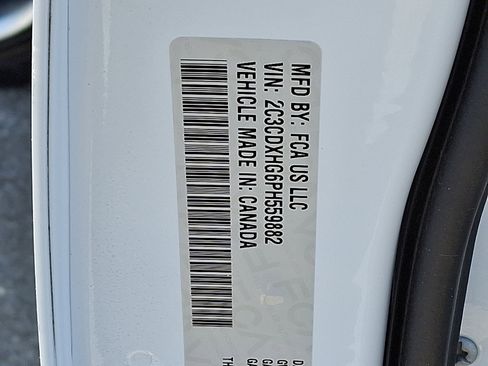 MFD BY: FCA US LLC
VIN: 2C3CDXHG6PH559882
VEHICLE MADE IN: CANADA